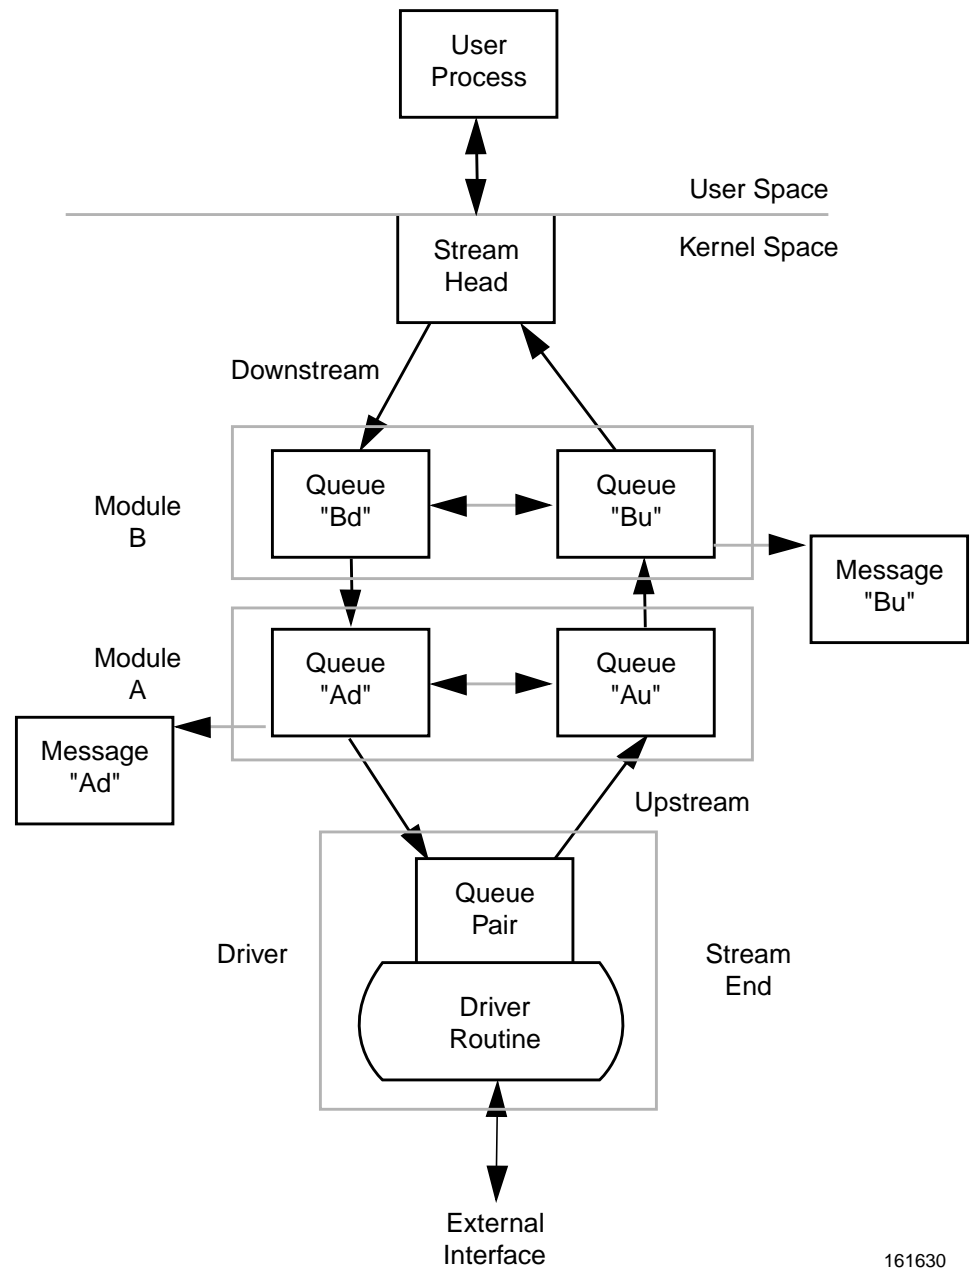 User
Process
User Space
Kernel Space
Stream
Head
Downstream
Module
B
Queue
"Bd"
Queue
"Bu"
Message
"Bu"
Module
A
Queue
"Ad"
Queue
"Au"
Message
"Ad"
Upstream
Driver
Queue
Pair
Stream
End
Driver
Routine
External
Interface
161630